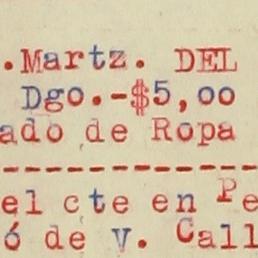 .Martz. DEL
Dgo.-$5,oo
ado de Ropa
----------------
el cte en Pe
ó de v. Call